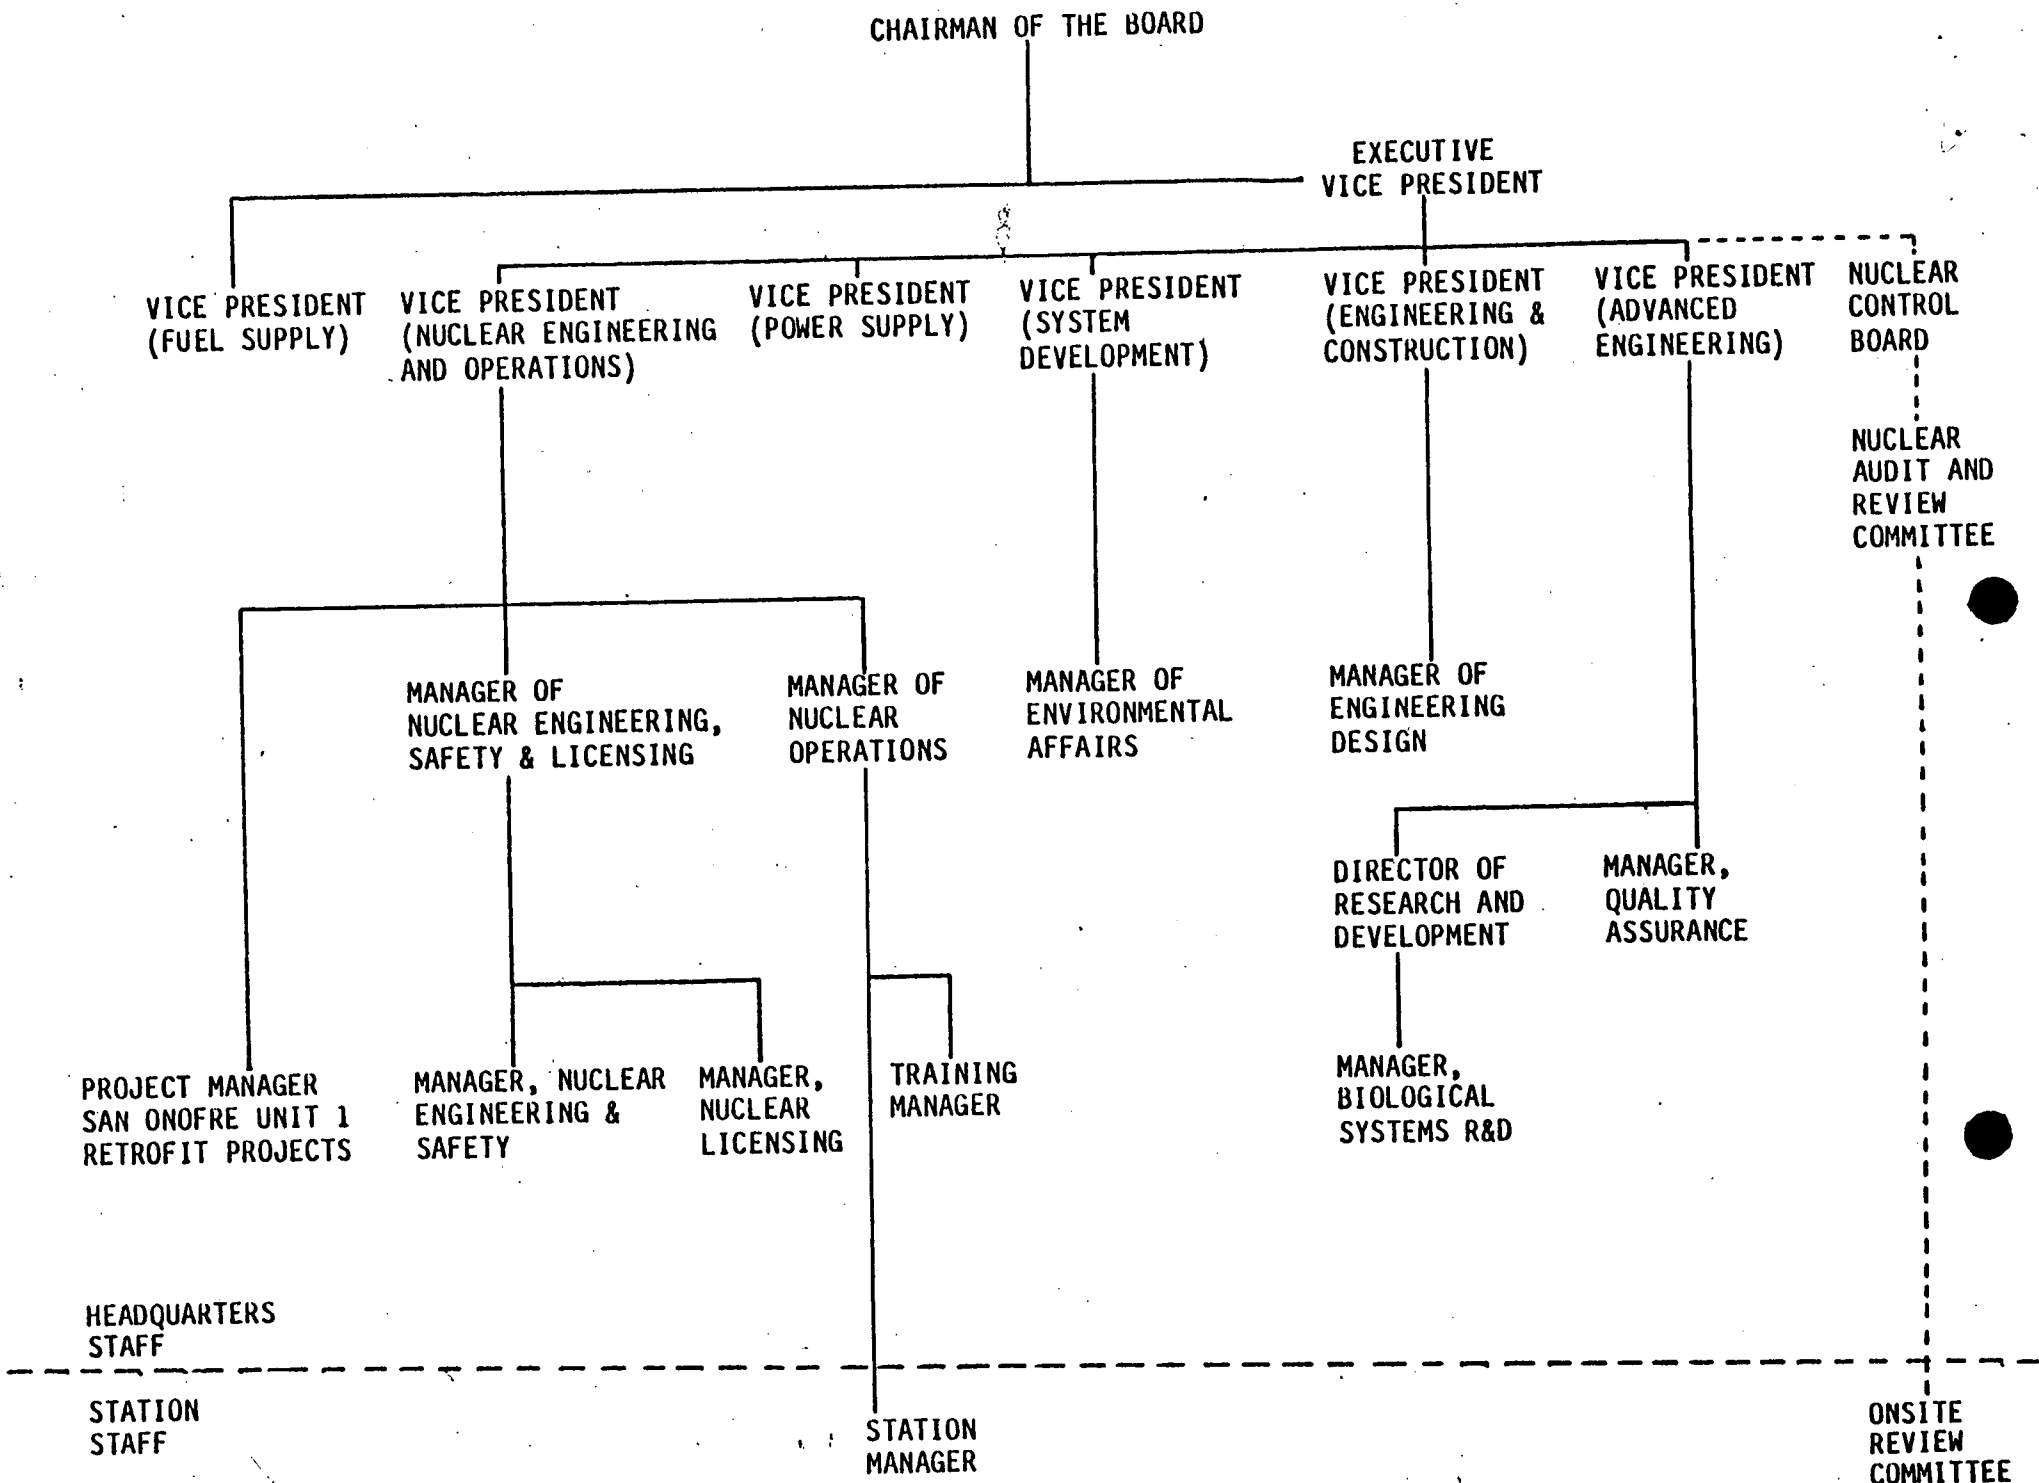 CHAIRMAN OF THE BOARD
EXECUTIVE
VICE PRESIDENT
VICE PRESIDENT
(FUEL SUPPLY)
VICE PRESIDENT
(NUCLEAR ENGINEERING
AND OPERATIONS)
VICE PRESIDENT
(POWER SUPPLY)
VICE PRESIDENT
(SYSTEM
DEVELOPMENT)
VICE PRESIDENT
(ENGINEERING &
CONSTRUCTION)
VICE PRESIDENT
(ADVANCED
ENGINEERING)
NUCLEAR
CONTROL
BOARD
NUCLEAR
AUDIT AND
REVIEW
COMMITTEE
MANAGER OF
NUCLEAR ENGINEERING,
SAFETY & LICENSING
MANAGER OF
NUCLEAR
OPERATIONS
MANAGER OF
ENVIRONMENTAL
AFFAIRS
MANAGER OF
ENGINEERING
DESIGN
DIRECTOR OF
RESEARCH AND
DEVELOPMENT
MANAGER,
QUALITY
ASSURANCE
PROJECT MANAGER
SAN ONOFRE UNIT 1
RETROFIT PROJECTS
MANAGER, NUCLEAR
ENGINEERING &
SAFETY
MANAGER,
NUCLEAR
LICENSING
TRAINING
MANAGER
MANAGER,
BIOLOGICAL
SYSTEMS R&D
HEADQUARTERS
STAFF
STATION
STAFF
STATION
MANAGER
ONSITE
REVIEW
COMMITTEE